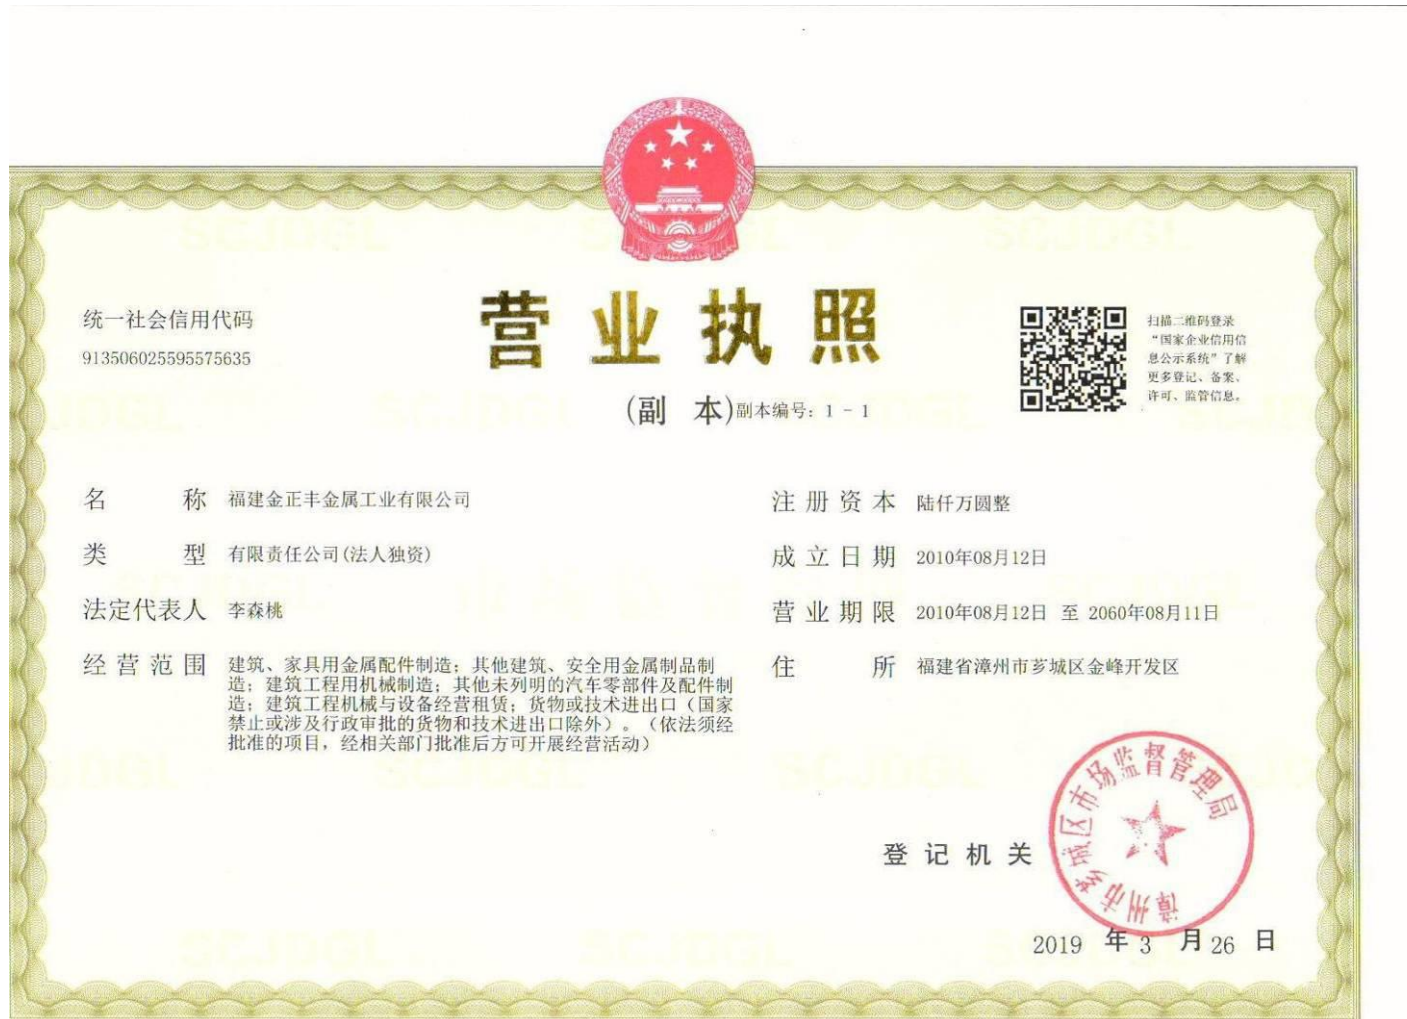 营业执照
(副 本)副本编号: 1 - 1
统一社会信用代码
913506025595575635
扫描二维码登录
“国家企业信用信
息公示系统”了解
更多登记、备案、
许可、监管信息。
名 称 福建金正丰金属工业有限公司
类 型 有限责任公司(法人独资)
法定代表人 李森桃
经营范围 建筑、家具用金属配件制造；其他建筑、安全用金属制品制
造；建筑工程用机械制造；其他未列明的汽车零部件及配件制
造；建筑工程机械与设备经营租赁；货物或技术进出口（国家
禁止或涉及行政审批的货物和技术进出口除外）。（依法须经
批准的项目，经相关部门批准后方可开展经营活动）
注册资本 陆仟万圆整
成立日期 2010年08月12日
营业期限 2010年08月12日 至 2060年08月11日
住 所 福建省漳州市芗城区金峰开发区
登记机关
漳州市芗城区市场监督管理局
2019 年 3 月 26 日
SCJDGL